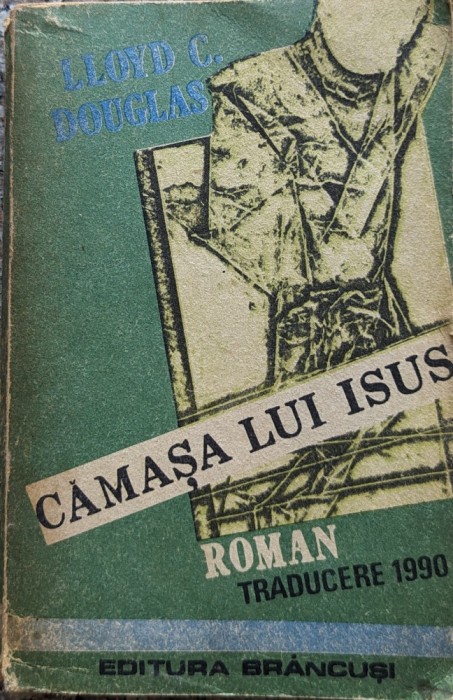 LLOYD C.
DOUGLAS
CĂMAȘA LUI ISUS
ROMAN
TRADUCERE 1990
EDITURA BRÂNCUȘI